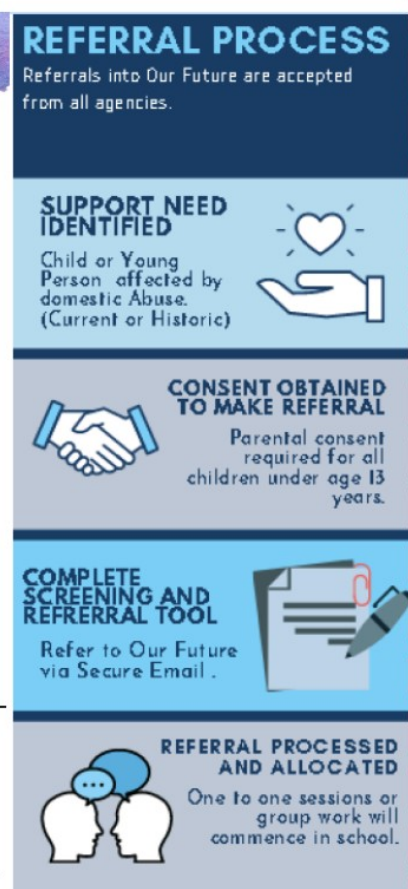 REFERRAL PROCESS
Referrals into Our Future are accepted
from all agencies.
SUPPORT NEED
IDENTIFIED
Child or Young
Person affected by
domestic Abuse.
(Current or Historic)
CONSENT OBTAINED
TO MAKE REFERRAL
Parental consent
required for all
children under age 13
years.
COMPLETE
SCREENING AND
REFRERRAL TOOL
Refer to Our Future
via Secure Email .
REFERRAL PROCESSED
AND ALLOCATED
One to one sessions or
group work will
commence in school.